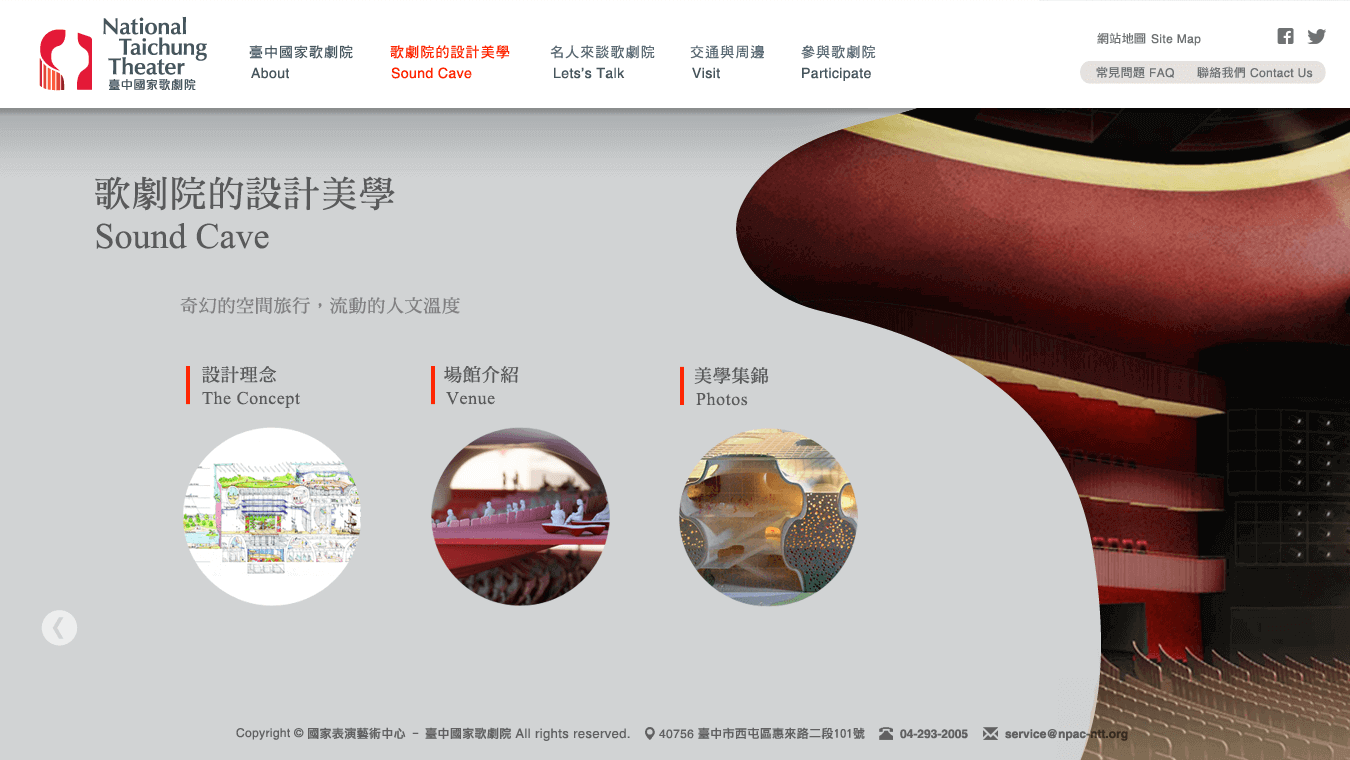 National
Taichung
Theater
臺中國家歌劇院
臺中國家歌劇院
About
歌劇院的設計美學
Sound Cave
名人來談歌劇院
Lets's Talk
交通與周邊
Visit
參與歌劇院
Participate
網站地圖 Site Map
常見問題 FAQ
聯絡我們 Contact Us
歌劇院的設計美學
Sound Cave
奇幻的空間旅行，流動的人文溫度
設計理念
The Concept
場館介紹
Venue
美學集錦
Photos
Copyright © 國家表演藝術中心 － 臺中國家歌劇院 All rights reserved. 40756 臺中市西屯區惠來路二段101號 04-293-2005 service@npac-ntt.org